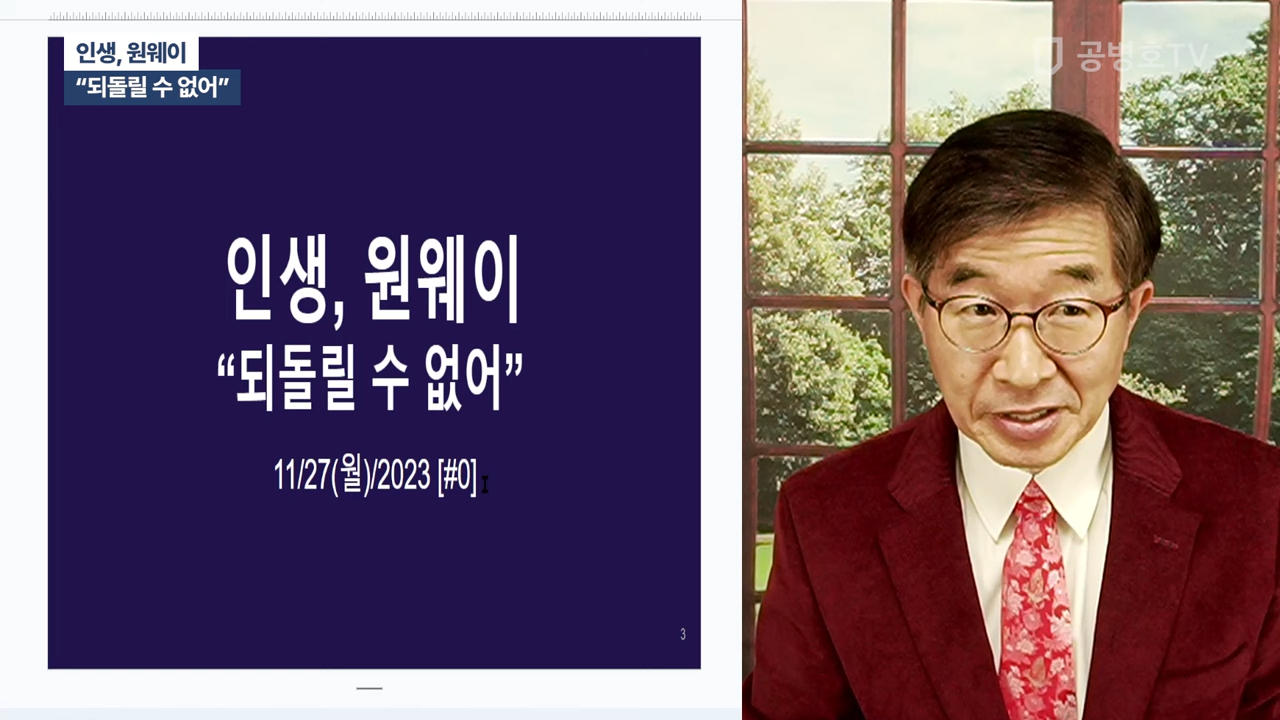 인생, 원웨이
“되돌릴 수 없어”
공병호TV
인생, 원웨이
“되돌릴 수 없어”
11/27(월)/2023 [#0]
3